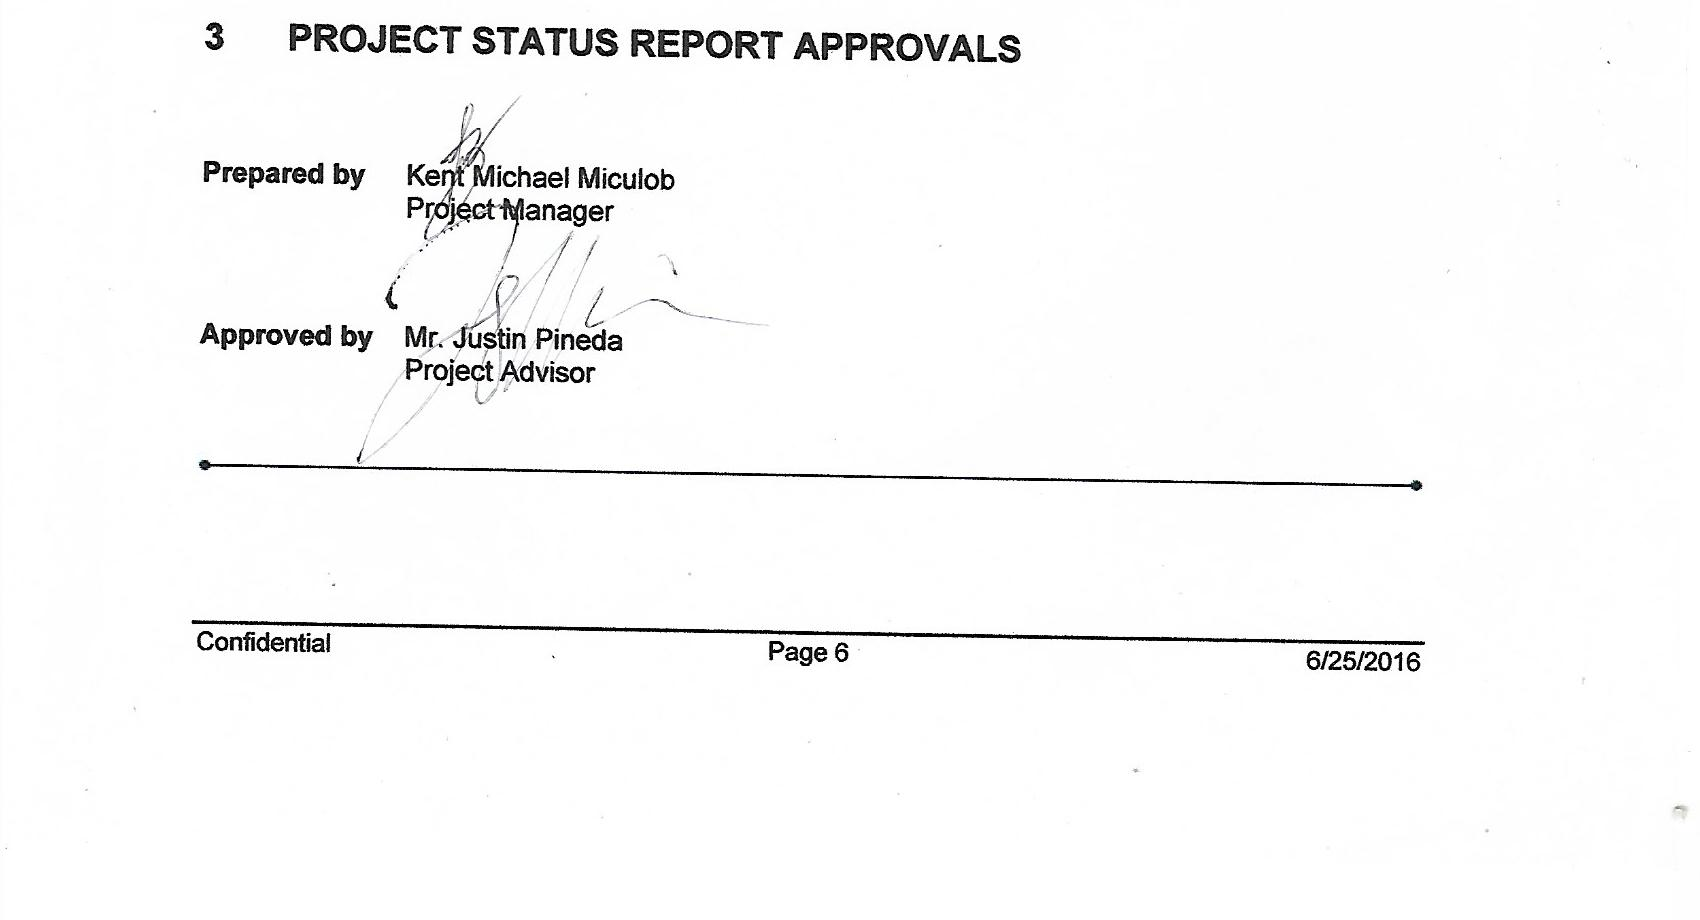 3 PROJECT STATUS REPORT APPROVALS
Prepared by Kent Michael Miculob
Project Manager
Approved by Mr. Justin Pineda
Project Advisor
Confidential Page 6 6/25/2016